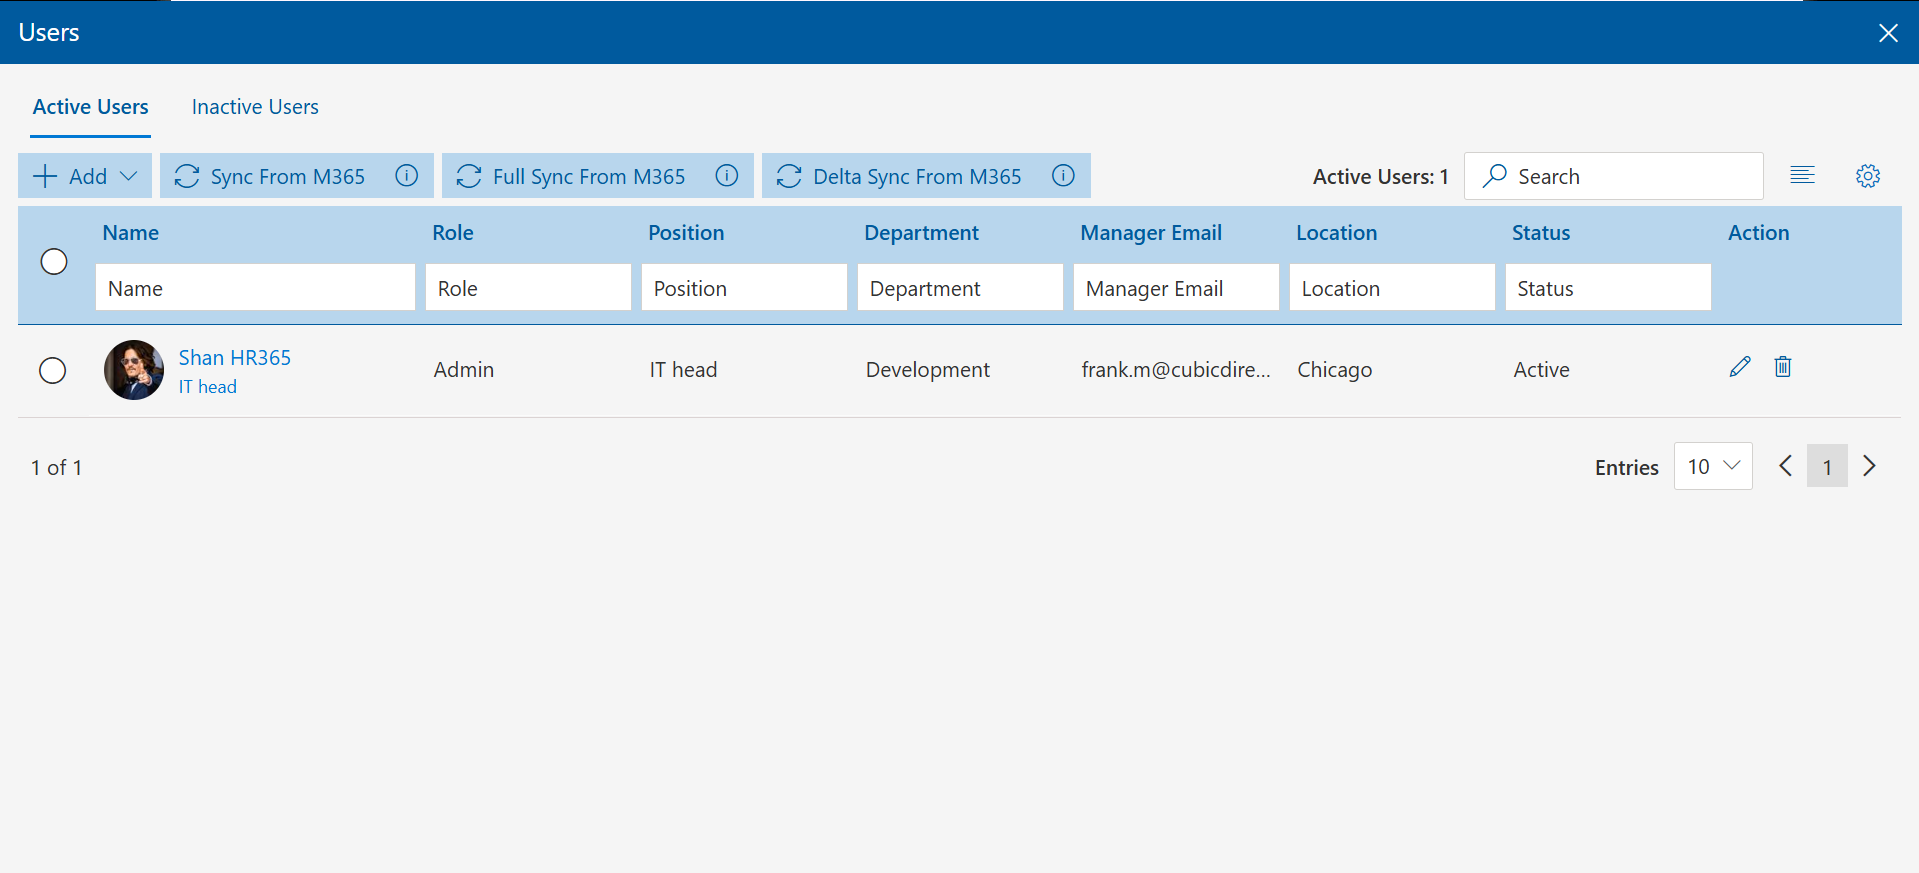 Users
Active Users Inactive Users
Add Sync From M365 Full Sync From M365 Delta Sync From M365 Active Users: 1 Search
Name Role Position Department Manager Email Location Status Action
Name Role Position Department Manager Email Location Status
Shan HR365
IT head
Admin IT head Development frank.m@cubicdire... Chicago Active
1 of 1 Entries 10 1